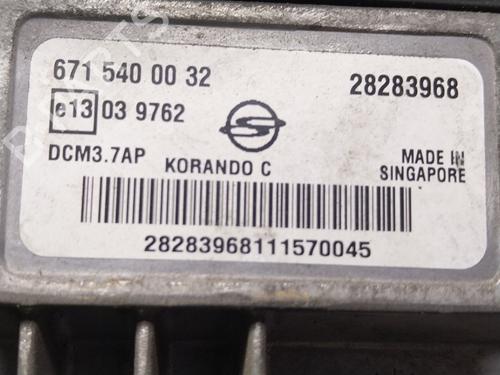 671 540 00 32 28283968
e13 03 9762
DCM3.7AP KORANDO C MADE IN
SINGAPORE
28283968111570045